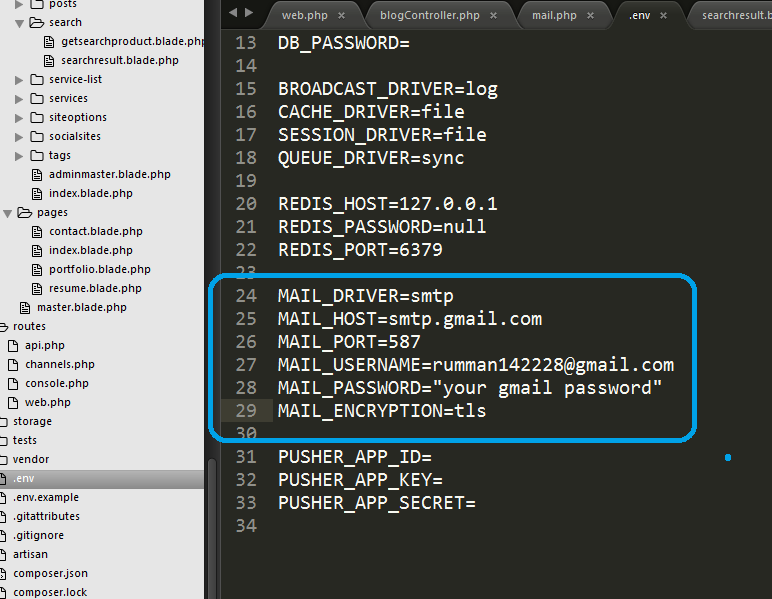 posts
search
getsearchproduct.blade.php
searchresult.blade.php
service-list
services
siteoptions
socialsites
tags
adminmaster.blade.php
index.blade.php
pages
contact.blade.php
index.blade.php
portfolio.blade.php
resume.blade.php
master.blade.php
routes
api.php
channels.php
console.php
web.php
storage
tests
vendor
.env
.env.example
.gitattributes
.gitignore
artisan
composer.json
composer.lock
web.php × blogController.php × mail.php × .env × searchresult.b
13 DB_PASSWORD=
14
15 BROADCAST_DRIVER=log
16 CACHE_DRIVER=file
17 SESSION_DRIVER=file
18 QUEUE_DRIVER=sync
19
20 REDIS_HOST=127.0.0.1
21 REDIS_PASSWORD=null
22 REDIS_PORT=6379
23
24 MAIL_DRIVER=smtp
25 MAIL_HOST=smtp.gmail.com
26 MAIL_PORT=587
27 MAIL_USERNAME=rumman142228@gmail.com
28 MAIL_PASSWORD="your gmail password"
29 MAIL_ENCRYPTION=tls
30
31 PUSHER_APP_ID=
32 PUSHER_APP_KEY=
33 PUSHER_APP_SECRET=
34